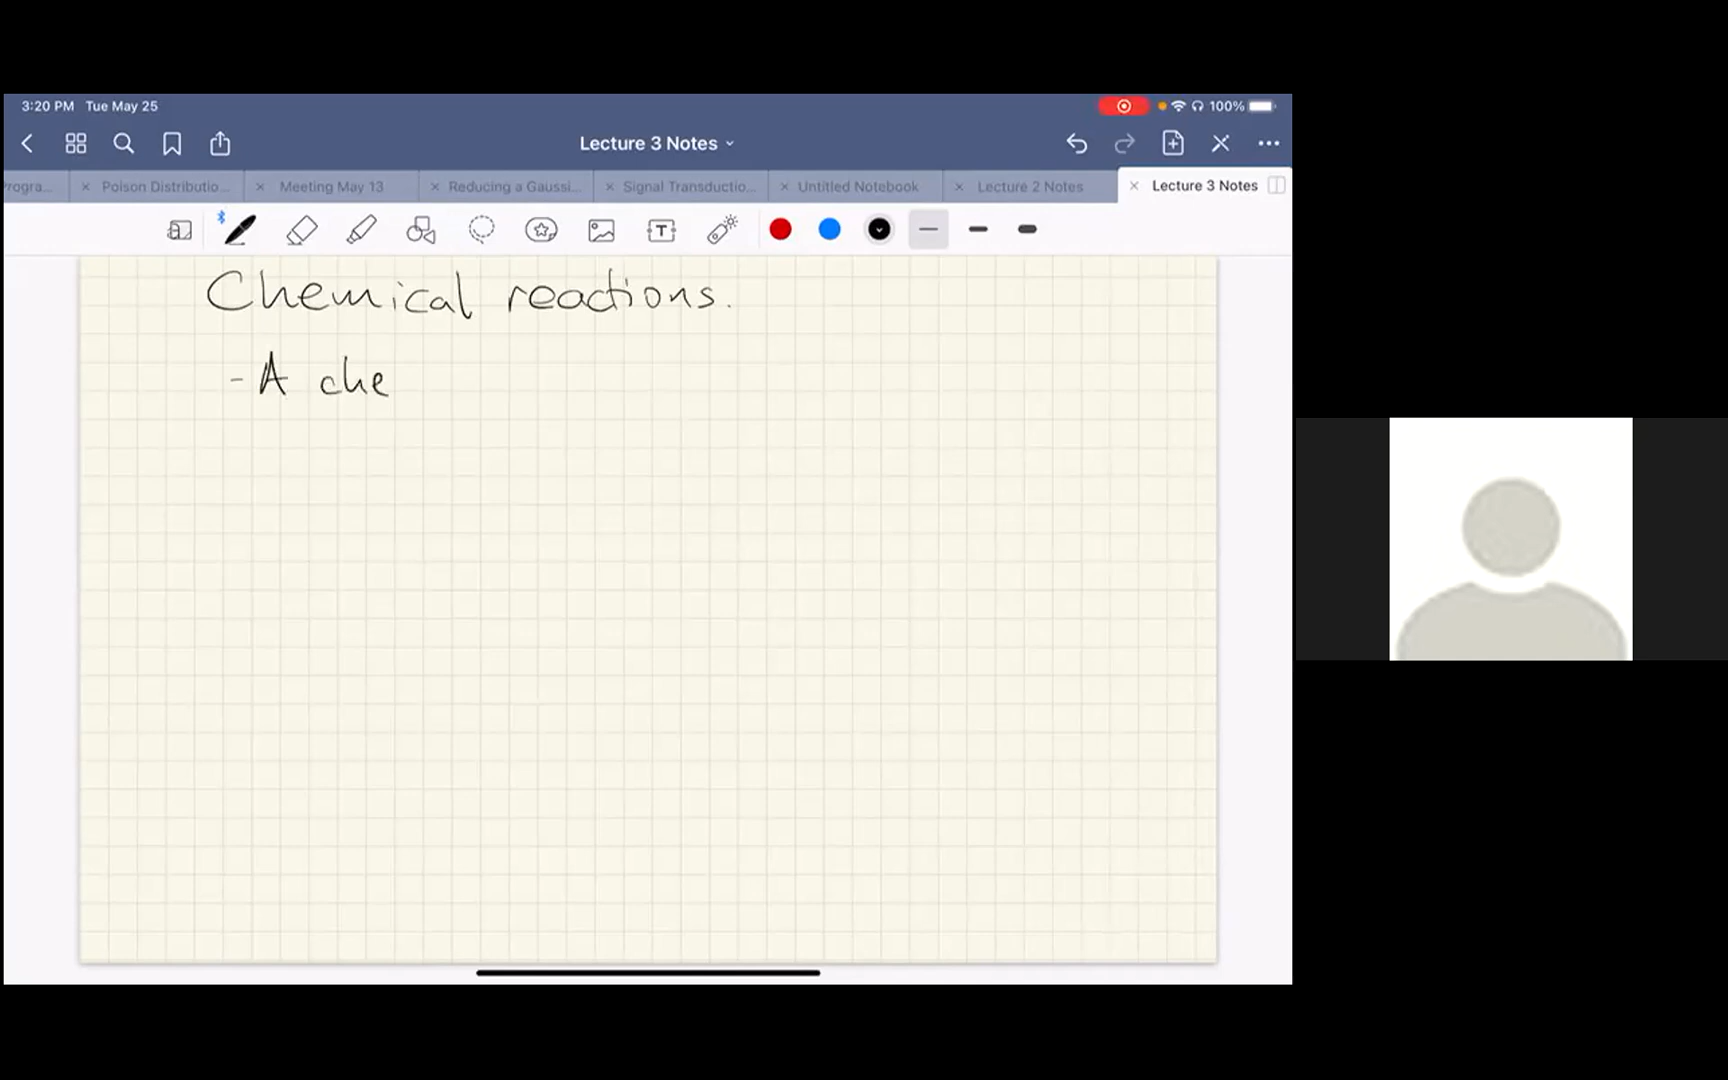 3:20 PM Tue May 25 100%
Lecture 3 Notes
Progra... Poison Distributio... Meeting May 13 Reducing a Gaussi... Signal Transductio... Untitled Notebook Lecture 2 Notes Lecture 3 Notes
T
Chemical reactions.
- A che